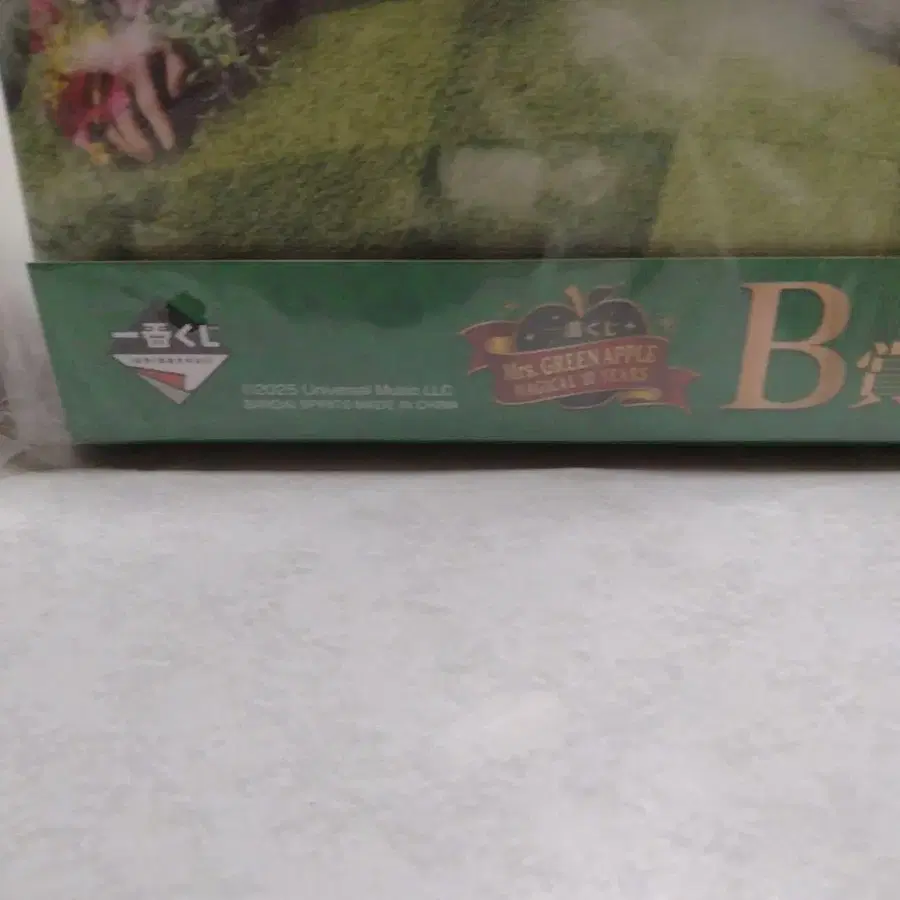 一番くじ
©2025 Universal Music LLC
BANDAI SPIRITS MADE IN CHINA
一番くじ
Mrs. GREEN APPLE
MAGICAL 10 YEARS
B賞